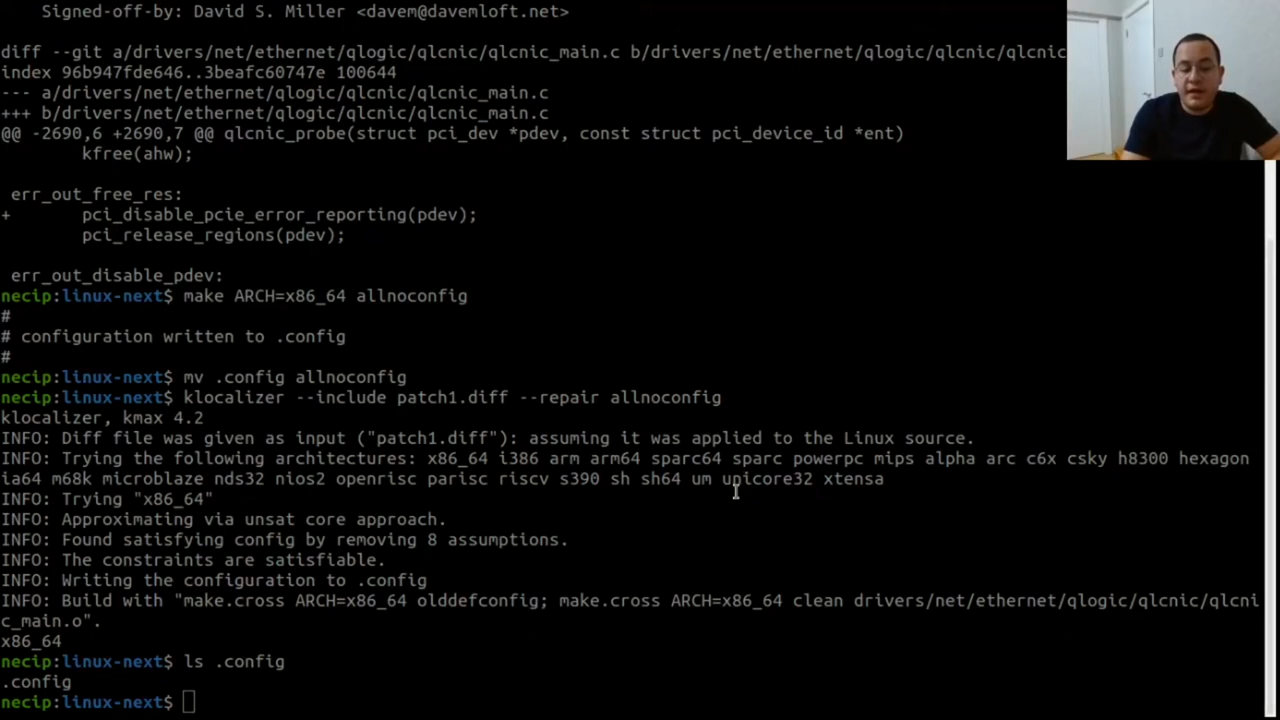 Signed-off-by: David S. Miller <davem@davemloft.net>
diff --git a/drivers/net/ethernet/qlogic/qlcnic/qlcnic_main.c b/drivers/net/ethernet/qlogic/qlcnic/qlcnic
index 96b947fde646..3beafc60747e 100644
--- a/drivers/net/ethernet/qlogic/qlcnic/qlcnic_main.c
+++ b/drivers/net/ethernet/qlogic/qlcnic/qlcnic_main.c
@@ -2690,6 +2690,7 @@ qlcnic_probe(struct pci_dev *pdev, const struct pci_device_id *ent)
        kfree(ahw);
 err_out_free_res:
+       pci_disable_pcie_error_reporting(pdev);
        pci_release_regions(pdev);
 err_out_disable_pdev:
necip:linux-next$ make ARCH=x86_64 allnoconfig
#
# configuration written to .config
#
necip:linux-next$ mv .config allnoconfig
necip:linux-next$ klocalizer --include patch1.diff --repair allnoconfig
klocalizer, kmax 4.2
INFO: Diff file was given as input ("patch1.diff"): assuming it was applied to the Linux source.
INFO: Trying the following architectures: x86_64 i386 arm arm64 sparc64 sparc powerpc mips alpha arc c6x csky h8300 hexagon
ia64 m68k microblaze nds32 nios2 openrisc parisc riscv s390 sh sh64 um unicore32 xtensa
INFO: Trying "x86_64"
INFO: Approximating via unsat core approach.
INFO: Found satisfying config by removing 8 assumptions.
INFO: The constraints are satisfiable.
INFO: Writing the configuration to .config
INFO: Build with "make.cross ARCH=x86_64 olddefconfig; make.cross ARCH=x86_64 clean drivers/net/ethernet/qlogic/qlcnic/qlcni
c_main.o".
x86_64
necip:linux-next$ ls .config
.config
necip:linux-next$